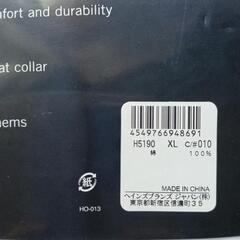 nfort and durability
at collar
hems
紙
HO-013
4549766948691
H5190 XL C/#010
綿 100%
MADE IN CHINA
ヘインズブランズ ジャパン(株)
東京都新宿区信濃町35